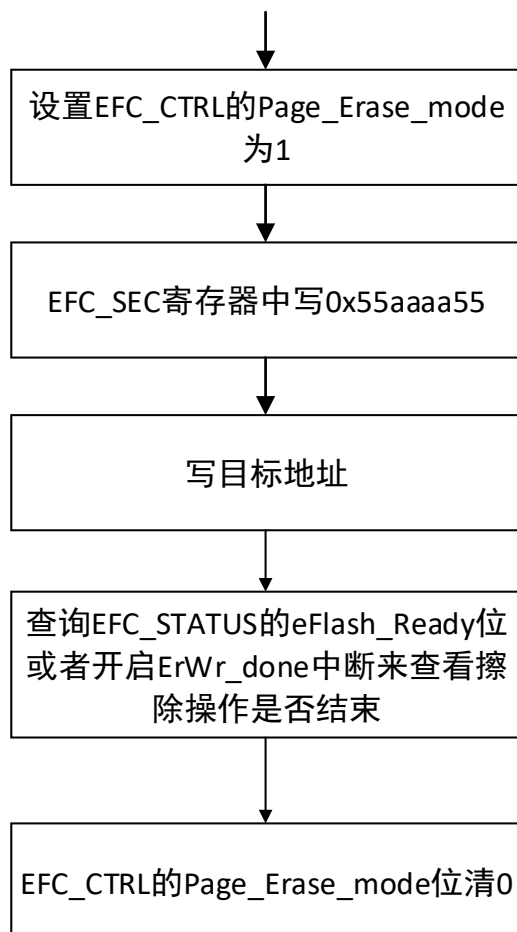 设置EFC_CTRL的Page_Erase_mode
为1
EFC_SEC寄存器中写0x55aaaa55
写目标地址
查询EFC_STATUS的eFlash_Ready位
或者开启ErWr_done中断来查看擦
除操作是否结束
EFC_CTRL的Page_Erase_mode位清0